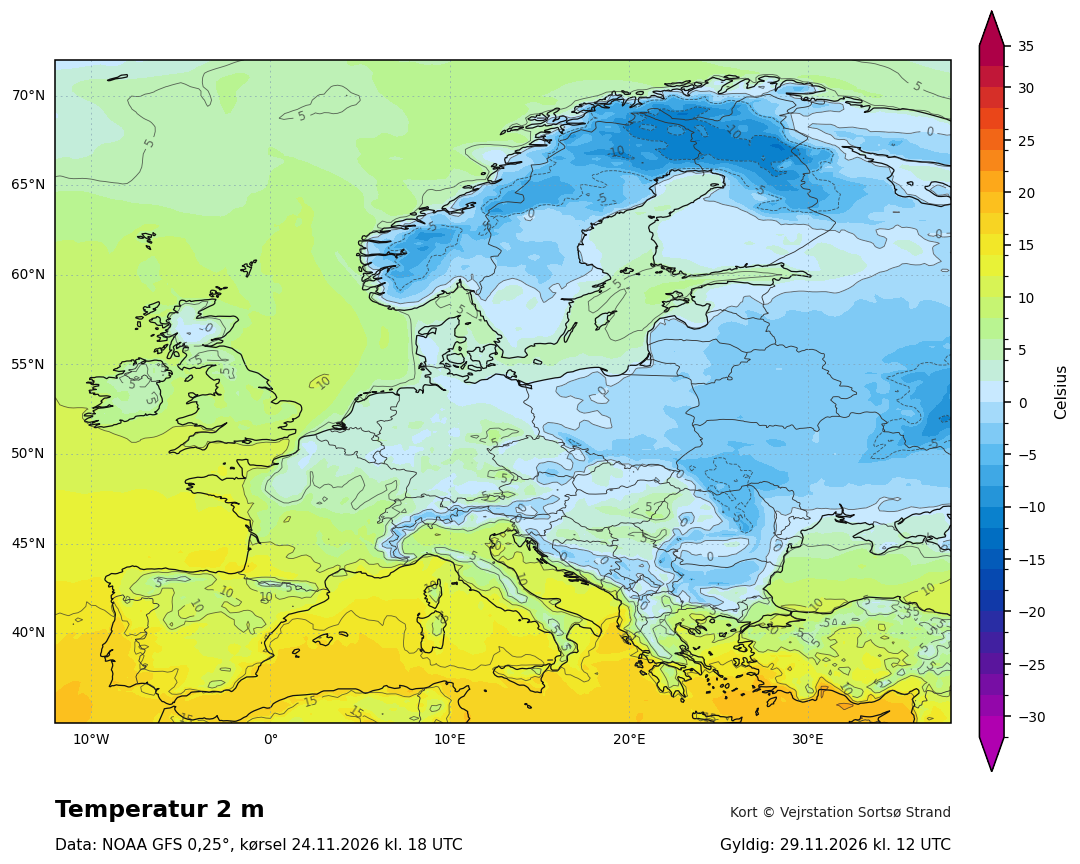 35
30
25
20
15
10
5
0
−5
−10
−15
−20
−25
−30
Celsius
70°N
65°N
60°N
55°N
50°N
45°N
40°N
10°W
0°
10°E
20°E
30°E
Temperatur 2 m
Kort © Vejrstation Sortsø Strand
Data: NOAA GFS 0,25°, kørsel 24.11.2026 kl. 18 UTC
Gyldig: 29.11.2026 kl. 12 UTC